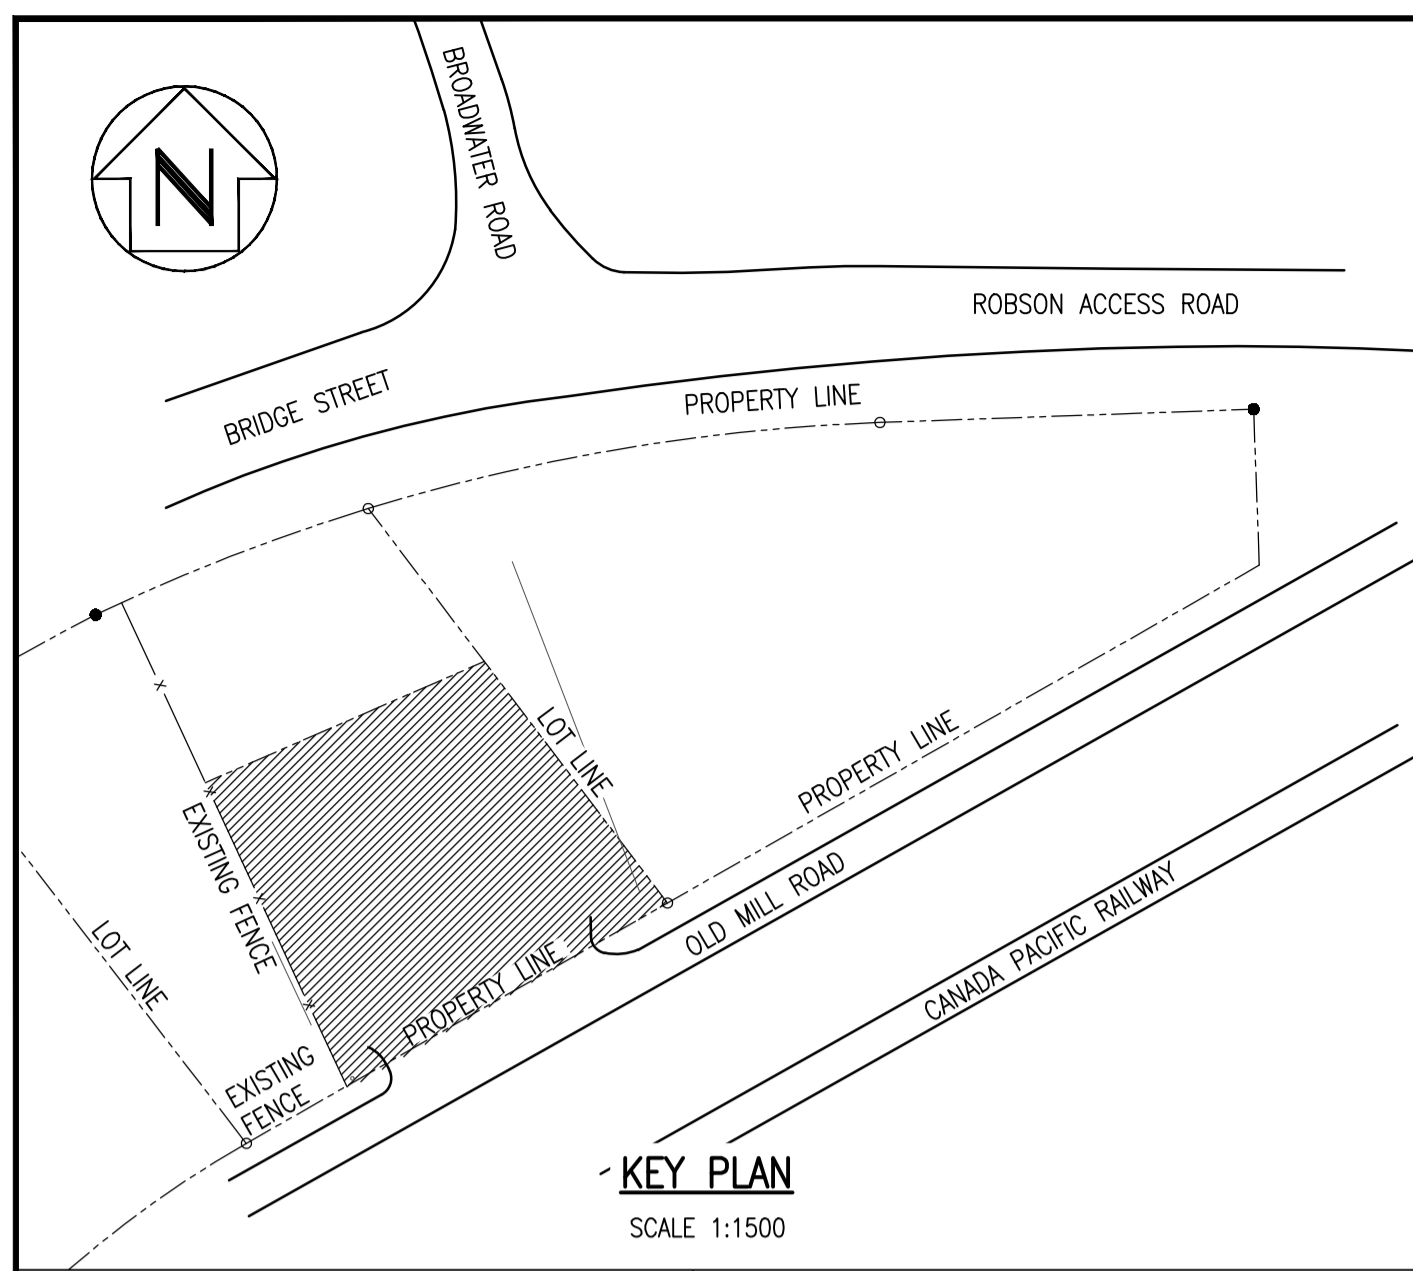 BROADWATER ROAD
N
ROBSON ACCESS ROAD
BRIDGE STREET
PROPERTY LINE
LOT LINE
PROPERTY LINE
EXISTING FENCE
OLD MILL ROAD
CANADA PACIFIC RAILWAY
LOT LINE
PROPERTY LINE
EXISTING
FENCE
KEY PLAN
SCALE 1:1500